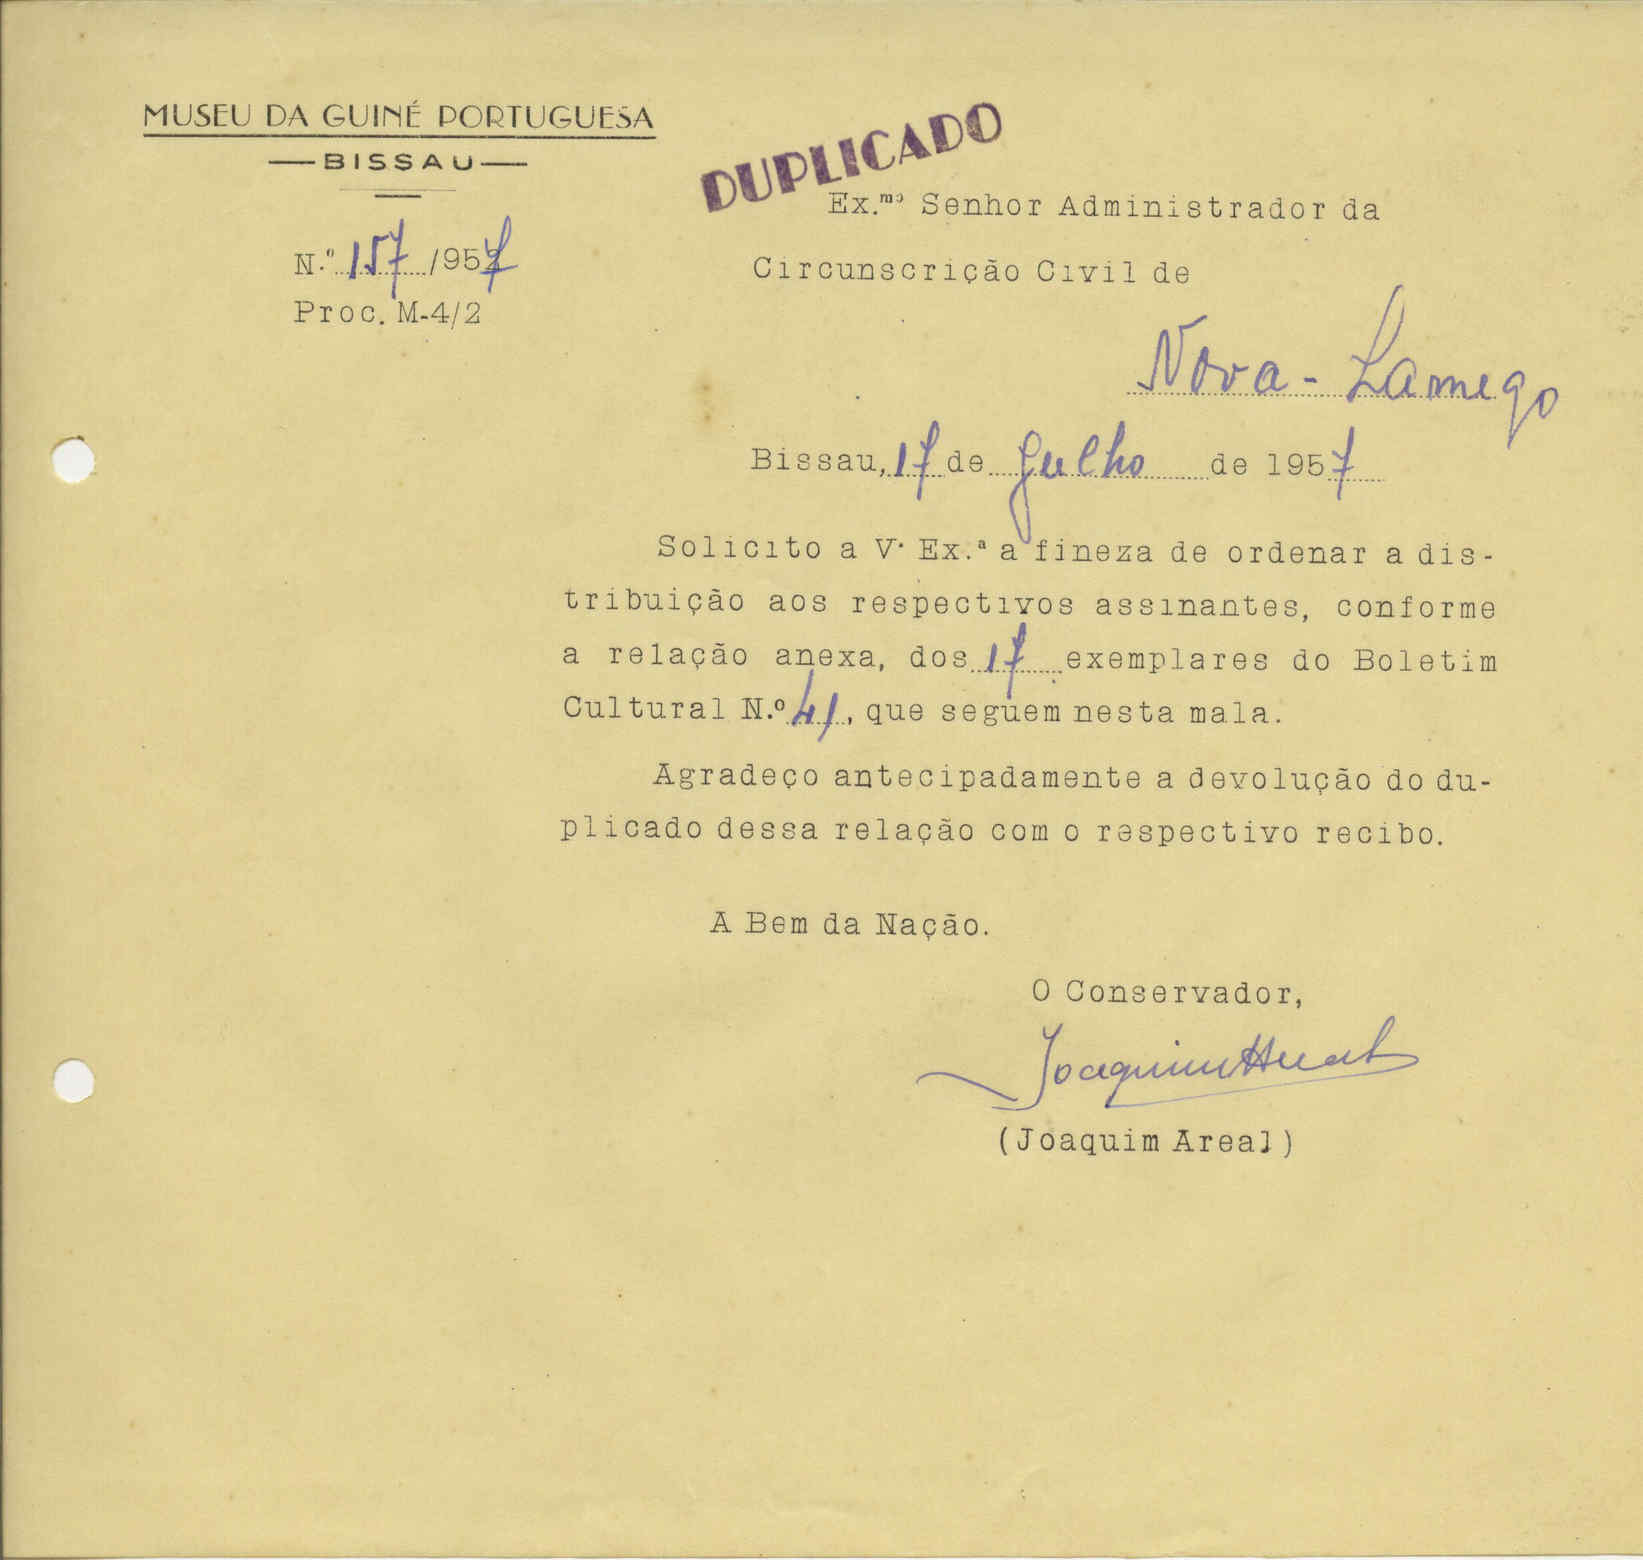 MUSEU DA GUINÉ PORTUGUESA
BISSAU
DUPLICADO
N.º 157 /957
Proc. M-4/2
Ex.mo Senhor Administrador da
Circunscrição Civil de
Nova-Lamego
Bissau, 17 de Julho de 1957
Solicito a V. Ex.ª a fineza de ordenar a dis-
tribuição aos respectivos assinantes, conforme
a relação anexa, dos 17 exemplares do Boletim
Cultural N.º 41, que seguem nesta mala.
Agradeço antecipadamente a devolução do du-
plicado dessa relação com o respectivo recibo.
A Bem da Nação.
O Conservador,
Joaquim Areal
(Joaquim Areal)